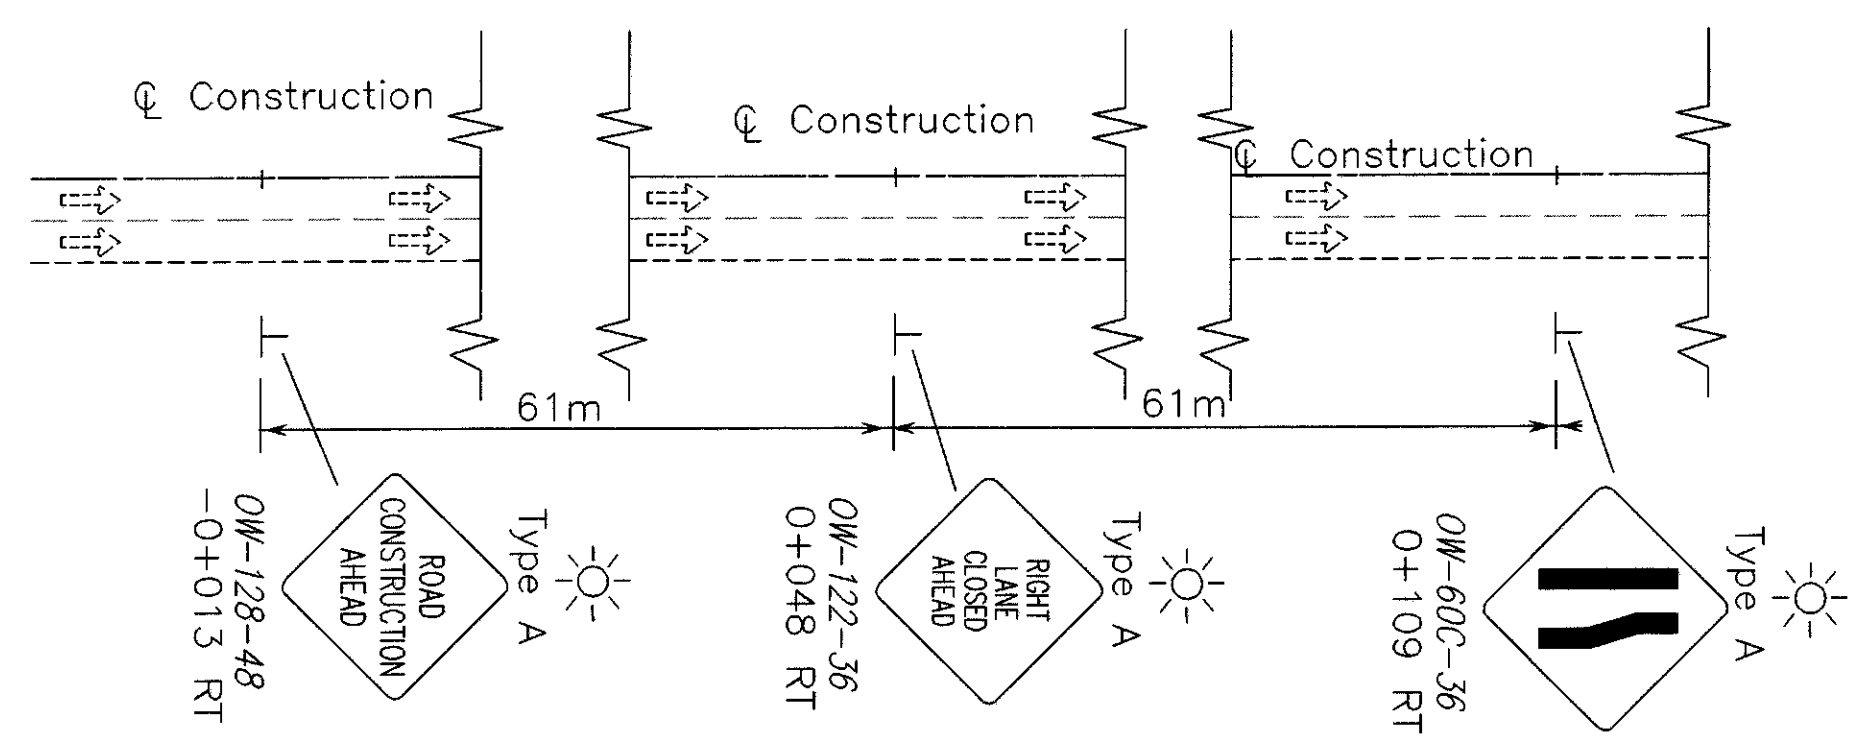 ℄ Construction
℄ Construction
℄ Construction
61m
61m
ROAD
CONSTRUCTION
AHEAD
Type A
OW-128-48
-0+013 RT
RIGHT
LANE
CLOSED
AHEAD
Type A
OW-122-36
0+048 RT
Type A
OW-60C-36
0+109 RT